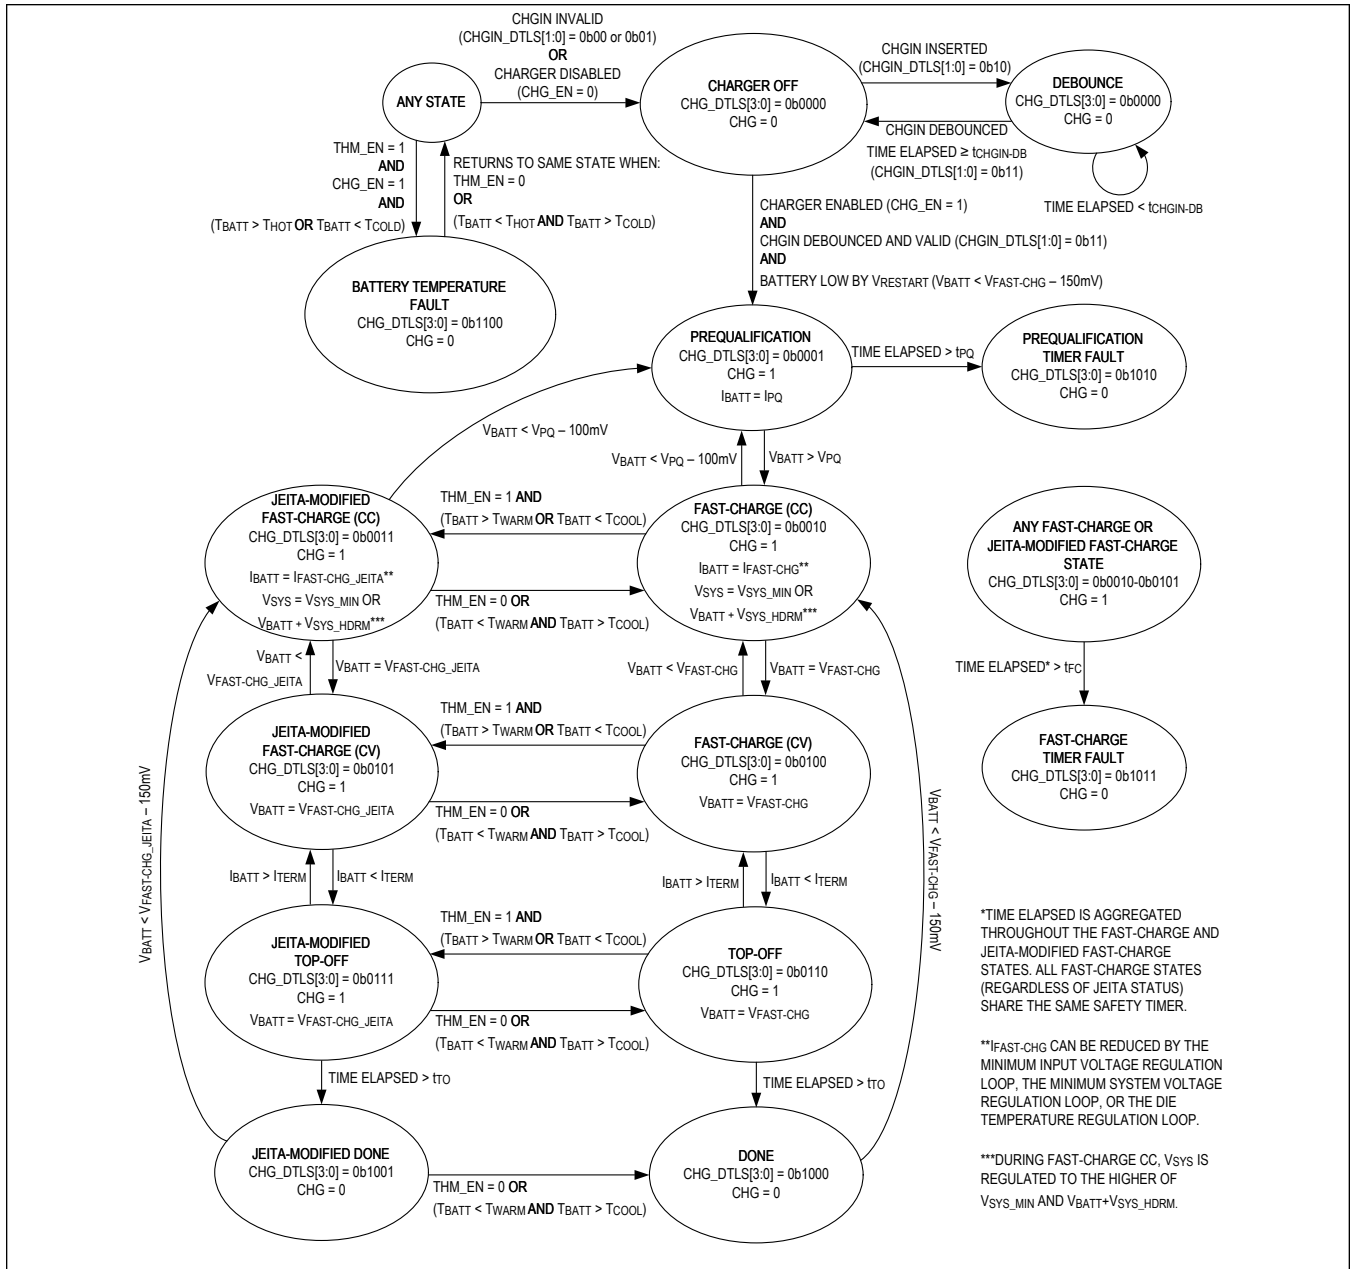 CHGIN INVALID
(CHGIN_DTLS[1:0] = 0b00 or 0b01)
OR
CHARGER DISABLED
(CHG_EN = 0)
ANY STATE
CHARGER OFF
CHG_DTLS[3:0] = 0b0000
CHG = 0
CHGIN INSERTED
(CHGIN_DTLS[1:0] = 0b10)
DEBOUNCE
CHG_DTLS[3:0] = 0b0000
CHG = 0
CHGIN DEBOUNCED
TIME ELAPSED ≥ tCHGIN-DB
(CHGIN_DTLS[1:0] = 0b11)
TIME ELAPSED < tCHGIN-DB
THM_EN = 1
AND
CHG_EN = 1
AND
(TBATT > THOT OR TBATT < TCOLD)
RETURNS TO SAME STATE WHEN:
THM_EN = 0
OR
(TBATT < THOT AND TBATT > TCOLD)
CHARGER ENABLED (CHG_EN = 1)
AND
CHGIN DEBOUNCED AND VALID (CHGIN_DTLS[1:0] = 0b11)
AND
BATTERY LOW BY VRESTART (VBATT < VFAST-CHG – 150mV)
BATTERY TEMPERATURE
FAULT
CHG_DTLS[3:0] = 0b1100
CHG = 0
PREQUALIFICATION
CHG_DTLS[3:0] = 0b0001
CHG = 1
IBATT = IPQ
TIME ELAPSED > tPQ
PREQUALIFICATION
TIMER FAULT
CHG_DTLS[3:0] = 0b1010
CHG = 0
VBATT < VPQ – 100mV
VBATT < VPQ – 100mV
VBATT > VPQ
JEITA-MODIFIED
FAST-CHARGE (CC)
CHG_DTLS[3:0] = 0b0011
CHG = 1
IBATT = IFAST-CHG_JEITA**
VSYS = VSYS_MIN OR
VBATT + VSYS_HDRM***
THM_EN = 1 AND
(TBATT > TWARM OR TBATT < TCOOL)
THM_EN = 0 OR
(TBATT < TWARM AND TBATT > TCOOL)
FAST-CHARGE (CC)
CHG_DTLS[3:0] = 0b0010
CHG = 1
IBATT = IFAST-CHG**
VSYS = VSYS_MIN OR
VBATT + VSYS_HDRM***
ANY FAST-CHARGE OR
JEITA-MODIFIED FAST-CHARGE
STATE
CHG_DTLS[3:0] = 0b0010-0b0101
CHG = 1
VBATT <
VFAST-CHG_JEITA
VBATT = VFAST-CHG_JEITA
VBATT < VFAST-CHG
VBATT = VFAST-CHG
TIME ELAPSED* > tFC
JEITA-MODIFIED
FAST-CHARGE (CV)
CHG_DTLS[3:0] = 0b0101
CHG = 1
VBATT = VFAST-CHG_JEITA
THM_EN = 1 AND
(TBATT > TWARM OR TBATT < TCOOL)
THM_EN = 0 OR
(TBATT < TWARM AND TBATT > TCOOL)
FAST-CHARGE (CV)
CHG_DTLS[3:0] = 0b0100
CHG = 1
VBATT = VFAST-CHG
FAST-CHARGE
TIMER FAULT
CHG_DTLS[3:0] = 0b1011
CHG = 0
VBATT < VFAST-CHG_JEITA – 150mV
VBATT < VFAST-CHG – 150mV
IBATT > ITERM
IBATT < ITERM
IBATT > ITERM
IBATT < ITERM
JEITA-MODIFIED
TOP-OFF
CHG_DTLS[3:0] = 0b0111
CHG = 1
VBATT = VFAST-CHG_JEITA
THM_EN = 1 AND
(TBATT > TWARM OR TBATT < TCOOL)
THM_EN = 0 OR
(TBATT < TWARM AND TBATT > TCOOL)
TOP-OFF
CHG_DTLS[3:0] = 0b0110
CHG = 1
VBATT = VFAST-CHG
TIME ELAPSED > tTO
TIME ELAPSED > tTO
JEITA-MODIFIED DONE
CHG_DTLS[3:0] = 0b1001
CHG = 0
THM_EN = 0 OR
(TBATT < TWARM AND TBATT > TCOOL)
DONE
CHG_DTLS[3:0] = 0b1000
CHG = 0
*TIME ELAPSED IS AGGREGATED
THROUGHOUT THE FAST-CHARGE AND
JEITA-MODIFIED FAST-CHARGE
STATES. ALL FAST-CHARGE STATES
(REGARDLESS OF JEITA STATUS)
SHARE THE SAME SAFETY TIMER.
**IFAST-CHG CAN BE REDUCED BY THE
MINIMUM INPUT VOLTAGE REGULATION
LOOP, THE MINIMUM SYSTEM VOLTAGE
REGULATION LOOP, OR THE DIE
TEMPERATURE REGULATION LOOP.
***DURING FAST-CHARGE CC, VSYS IS
REGULATED TO THE HIGHER OF
VSYS_MIN AND VBATT+VSYS_HDRM.